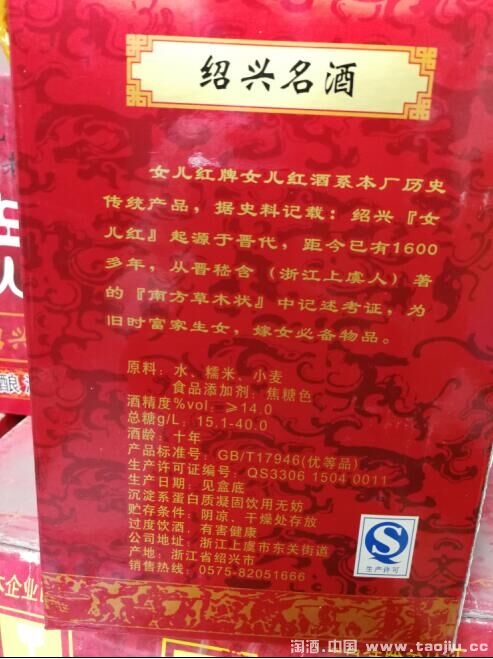 绍兴名酒
女儿红牌女儿红酒系本厂历史
传统产品，据史料记载：绍兴『女
儿红』起源于晋代，距今已有1600
多年，从晋嵇含（浙江上虞人）著
的『南方草木状』中记述考证，为
旧时富家生女，嫁女必备物品。
原料：水、糯米、小麦
食品添加剂：焦糖色
酒精度%vol：≥14.0
总糖g/L：15.1-40.0
酒龄：十年
产品标准号：GB/T17946(优等品)
生产许可证编号：QS3306 1504 0011
生产日期：见盒底
沉淀系蛋白质凝固饮用无妨
贮存条件：阴凉、干燥处存放
过度饮酒，有害健康
公司地址：浙江上虞市东关街道
产地：浙江省绍兴市
销售热线：0575-82051666
生产许可
淘酒.中国 www.taojiu.cc